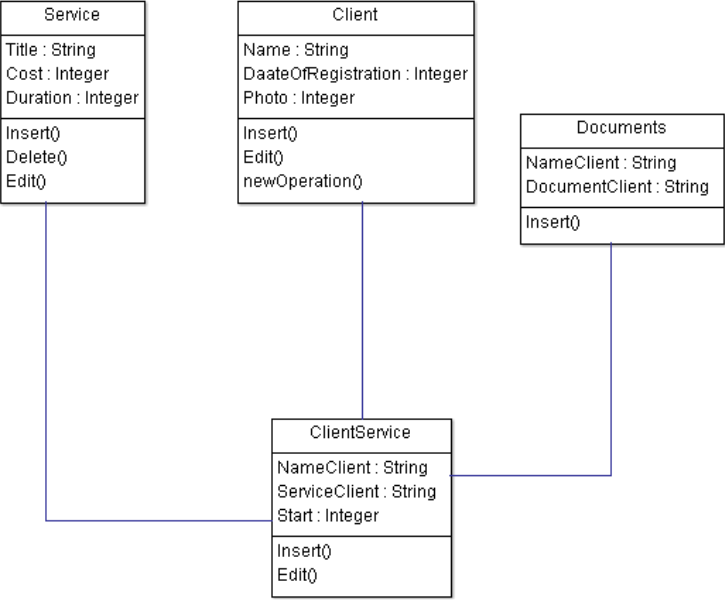 Service
Title : String
Cost : Integer
Duration : Integer
Insert()
Delete()
Edit()
Client
Name : String
DaateOfRegistration : Integer
Photo : Integer
Insert()
Edit()
newOperation()
Documents
NameClient : String
DocumentClient : String
Insert()
ClientService
NameClient : String
ServiceClient : String
Start : Integer
Insert()
Edit()